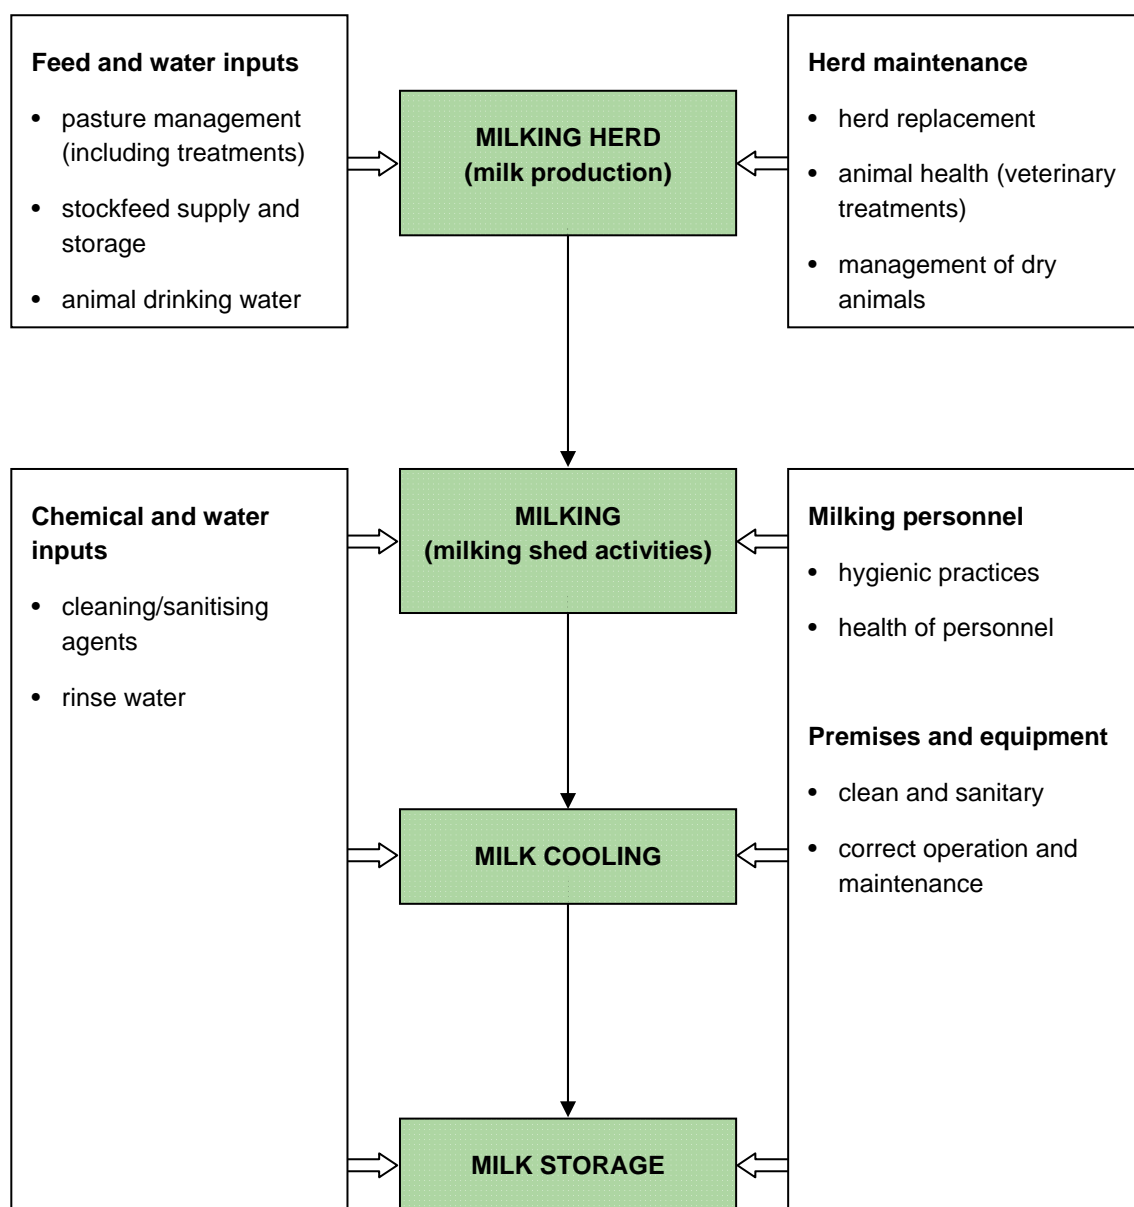 Feed and water inputs
• pasture management
(including treatments)
• stockfeed supply and
storage
• animal drinking water
MILKING HERD
(milk production)
Herd maintenance
• herd replacement
• animal health (veterinary
treatments)
• management of dry
animals
Chemical and water
inputs
• cleaning/sanitising
agents
• rinse water
MILKING
(milking shed activities)
Milking personnel
• hygienic practices
• health of personnel
Premises and equipment
• clean and sanitary
• correct operation and
maintenance
MILK COOLING
MILK STORAGE